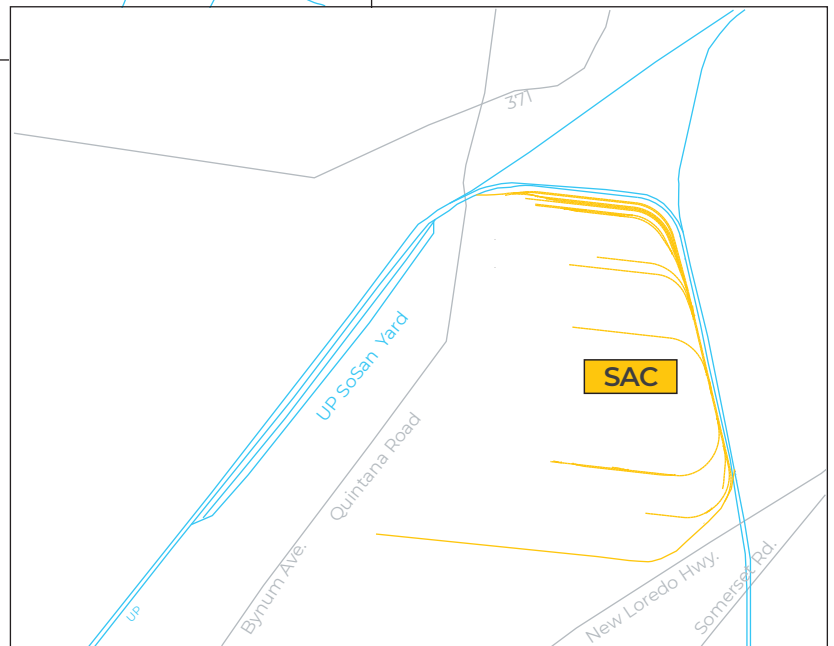 371
UP SoSan Yard
SAC
Quintana Road
Bynum Ave.
New Loredo Hwy.
Somerset Rd.
UP